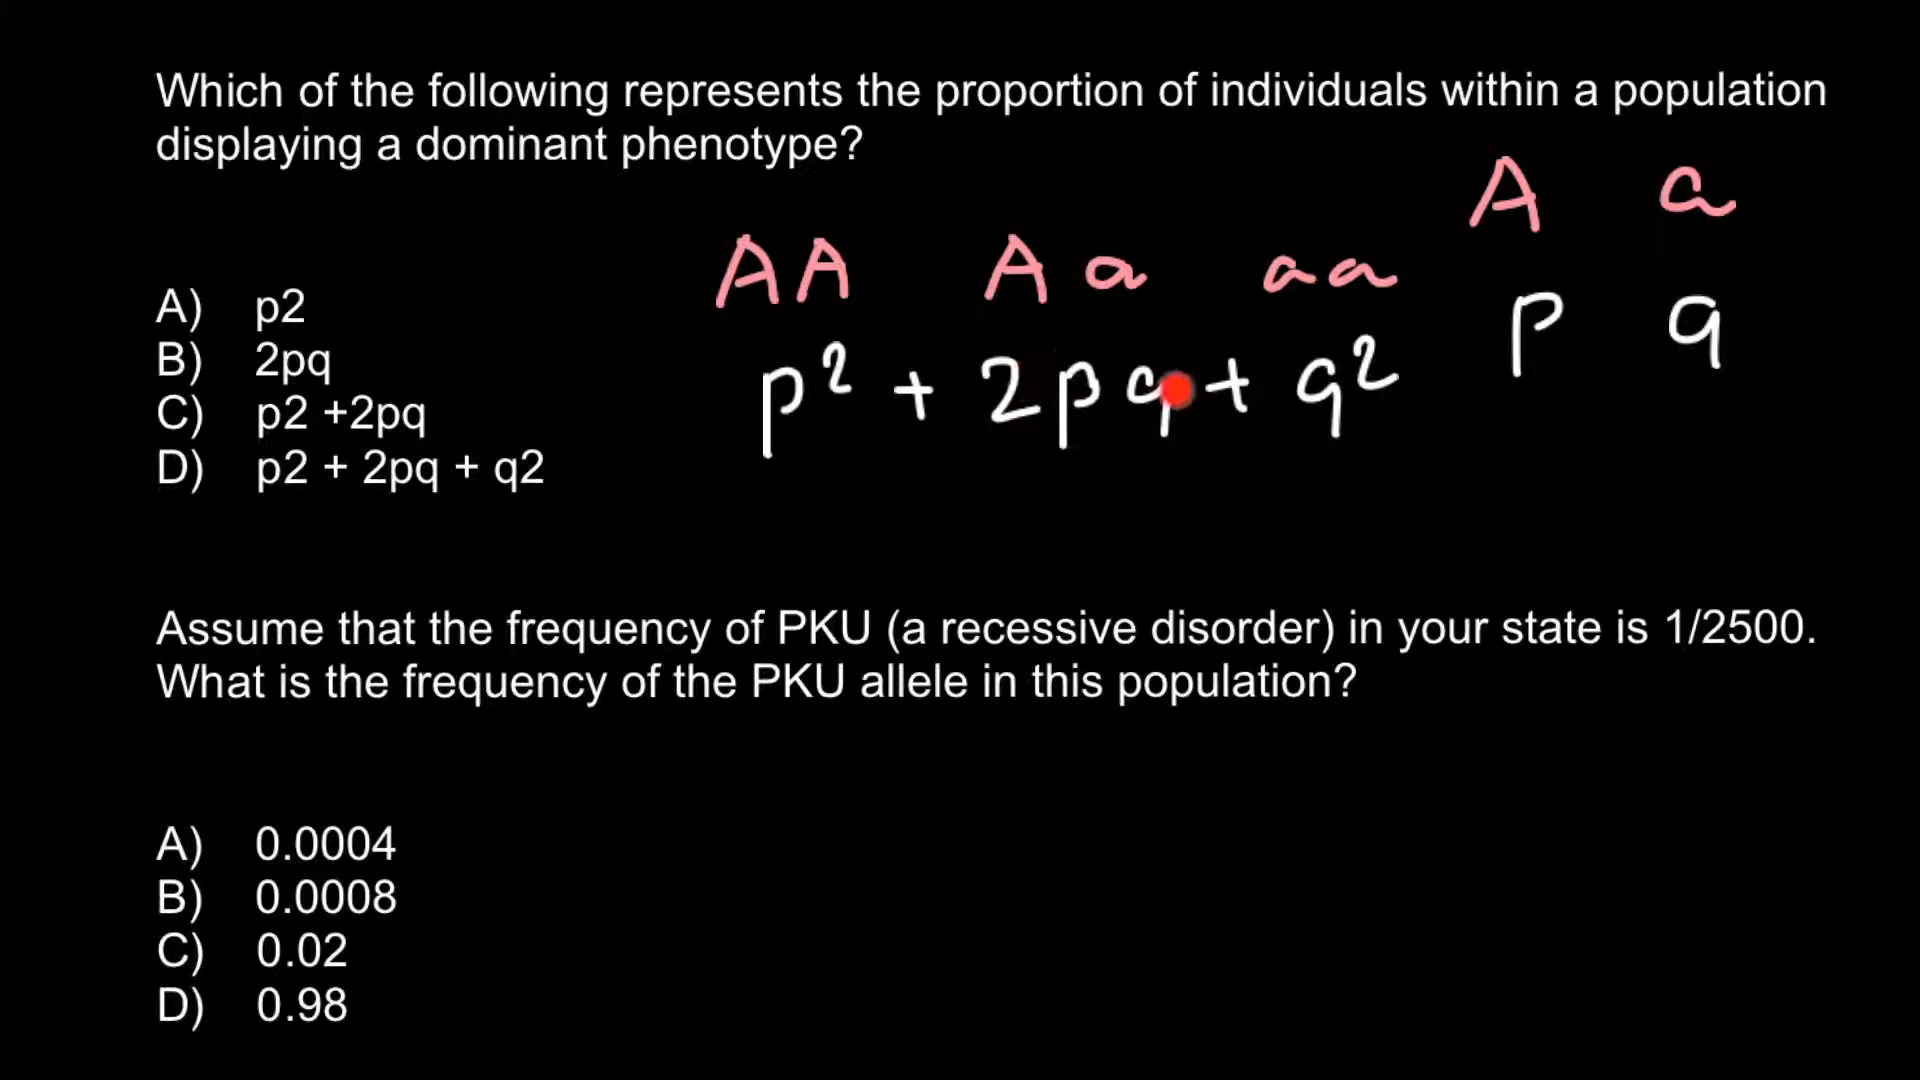 Which of the following represents the proportion of individuals within a population
displaying a dominant phenotype?
A a
AA Aa aa
p q
A) p2
B) 2pq
C) p2 +2pq
D) p2 + 2pq + q2
p² + 2pq + q²
Assume that the frequency of PKU (a recessive disorder) in your state is 1/2500.
What is the frequency of the PKU allele in this population?
A) 0.0004
B) 0.0008
C) 0.02
D) 0.98